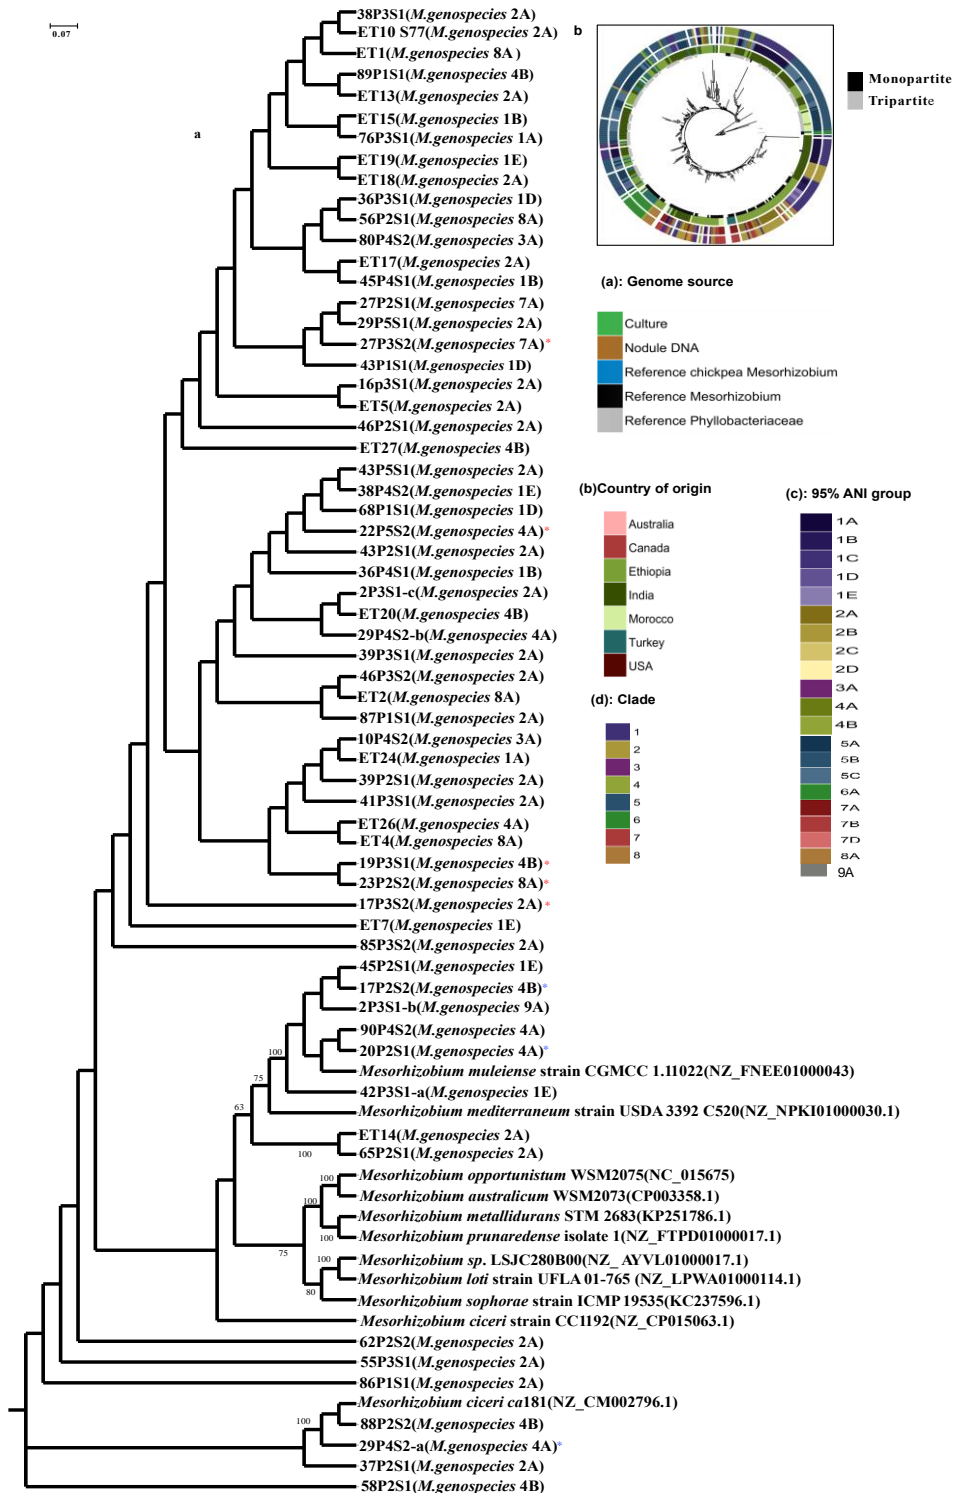 0.07
a
38P3S1(M.genospecies 2A)
ET10 S77(M.genospecies 2A)
ET1(M.genospecies 8A)
89P1S1(M.genospecies 4B)
ET13(M.genospecies 2A)
ET15(M.genospecies 1B)
76P3S1(M.genospecies 1A)
ET19(M.genospecies 1E)
ET18(M.genospecies 2A)
36P3S1(M.genospecies 1D)
56P2S1(M.genospecies 8A)
80P4S2(M.genospecies 3A)
ET17(M.genospecies 2A)
45P4S1(M.genospecies 1B)
27P2S1(M.genospecies 7A)
29P5S1(M.genospecies 2A)
27P3S2(M.genospecies 7A)*
43P1S1(M.genospecies 1D)
16p3S1(M.genospecies 2A)
ET5(M.genospecies 2A)
46P2S1(M.genospecies 2A)
ET27(M.genospecies 4B)
43P5S1(M.genospecies 2A)
38P4S2(M.genospecies 1E)
68P1S1(M.genospecies 1D)
22P5S2(M.genospecies 4A)*
43P2S1(M.genospecies 2A)
36P4S1(M.genospecies 1B)
2P3S1-c(M.genospecies 2A)
ET20(M.genospecies 4B)
29P4S2-b(M.genospecies 4A)
39P3S1(M.genospecies 2A)
46P3S2(M.genospecies 2A)
ET2(M.genospecies 8A)
87P1S1(M.genospecies 2A)
10P4S2(M.genospecies 3A)
ET24(M.genospecies 1A)
39P2S1(M.genospecies 2A)
41P3S1(M.genospecies 2A)
ET26(M.genospecies 4A)
ET4(M.genospecies 8A)
19P3S1(M.genospecies 4B)*
23P2S2(M.genospecies 8A)*
17P3S2(M.genospecies 2A)*
ET7(M.genospecies 1E)
85P3S2(M.genospecies 2A)
45P2S1(M.genospecies 1E)
17P2S2(M.genospecies 4B)*
2P3S1-b(M.genospecies 9A)
90P4S2(M.genospecies 4A)
100
20P2S1(M.genospecies 4A)*
Mesorhizobium muleiense strain CGMCC 1.11022(NZ_FNEE01000043)
75
42P3S1-a(M.genospecies 1E)
63
Mesorhizobium mediterraneum strain USDA 3392 C520(NZ_NPKI01000030.1)
ET14(M.genospecies 2A)
100
65P2S1(M.genospecies 2A)
100
Mesorhizobium opportunistum WSM2075(NC_015675)
100
Mesorhizobium australicum WSM2073(CP003358.1)
Mesorhizobium metallidurans STM 2683(KP251786.1)
100
Mesorhizobium prunaredense isolate 1(NZ_FTPD01000017.1)
75
100
Mesorhizobium sp. LSJC280B00(NZ_ AYVL01000017.1)
Mesorhizobium loti strain UFLA 01-765 (NZ_LPWA01000114.1)
80
Mesorhizobium sophorae strain ICMP 19535(KC237596.1)
Mesorhizobium ciceri strain CC1192(NZ_CP015063.1)
62P2S2(M.genospecies 2A)
55P3S1(M.genospecies 2A)
86P1S1(M.genospecies 2A)
Mesorhizobium ciceri ca181(NZ_CM002796.1)
100
88P2S2(M.genospecies 4B)
29P4S2-a(M.genospecies 4A)*
37P2S1(M.genospecies 2A)
58P2S1(M.genospecies 4B)
b
Monopartite
Tripartite
(a): Genome source
Culture
Nodule DNA
Reference chickpea Mesorhizobium
Reference Mesorhizobium
Reference Phyllobacteriaceae
(b)Country of origin
Australia
Canada
Ethiopia
India
Morocco
Turkey
USA
(d): Clade
1
2
3
4
5
6
7
8
(c): 95% ANI group
1A
1B
1C
1D
1E
2A
2B
2C
2D
3A
4A
4B
5A
5B
5C
6A
7A
7B
7D
8A
9A